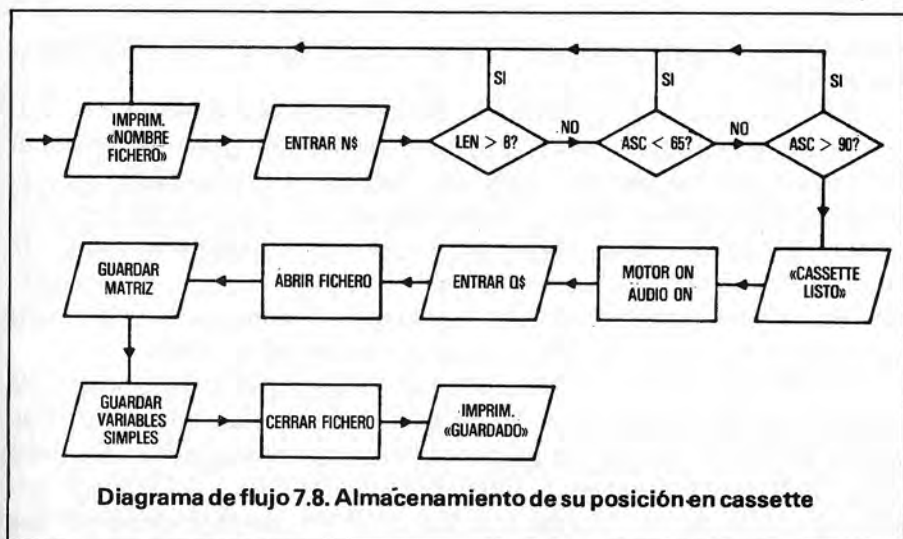 SI
SI
SI
IMPRIM.
«NOMBRE
FICHERO»
ENTRAR N$
LEN > 8?
NO
ASC < 65?
NO
ASC > 90?
GUARDAR
MATRIZ
ABRIR FICHERO
ENTRAR Q$
MOTOR ON
AUDIO ON
«CASSETTE
LISTO»
GUARDAR
VARIABLES
SIMPLES
CERRAR FICHERO
IMPRIM.
«GUARDADO»
Diagrama de flujo 7.8. Almacenamiento de su posición en cassette